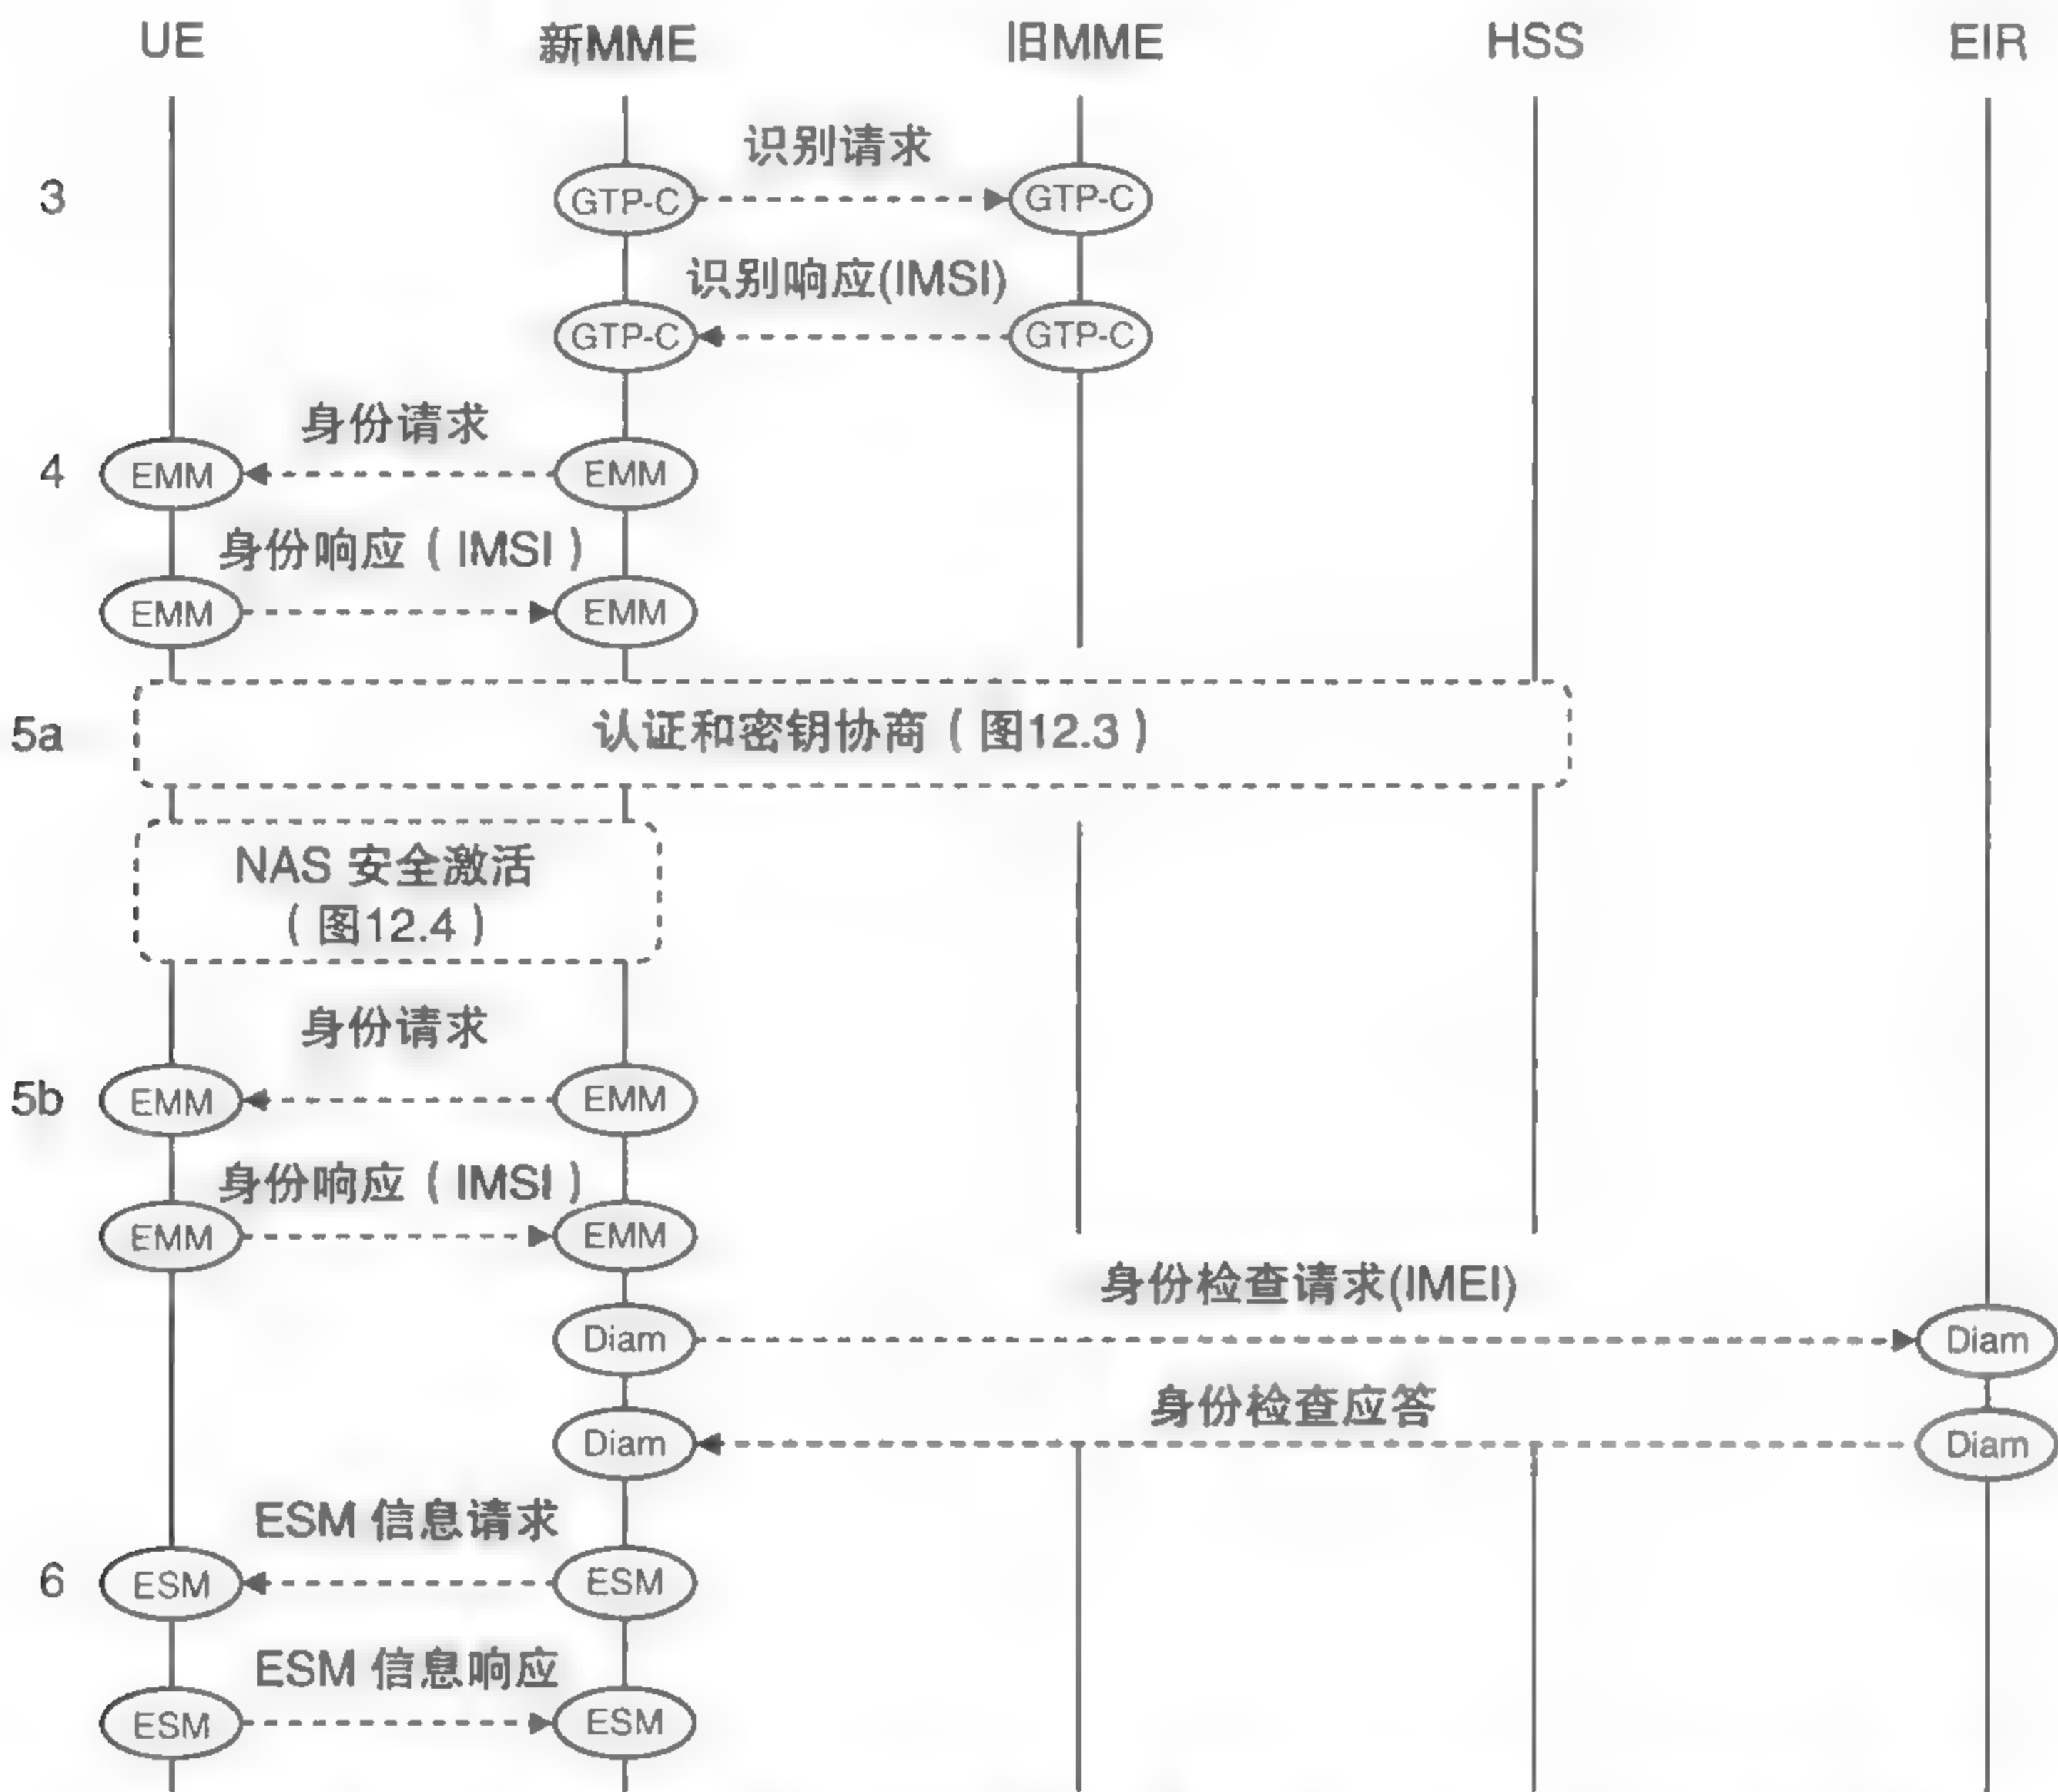 UE 新MME 旧MME HSS EIR
识别请求
3 GTP-C GTP-C
识别响应(IMSI)
GTP-C GTP-C
身份请求
4 EMM EMM
身份响应（IMSI）
EMM EMM
5a 认证和密钥协商（图12.3）
NAS 安全激活
（图12.4）
身份请求
5b EMM EMM
身份响应（IMSI）
EMM EMM
身份检查请求(IMEI)
Diam Diam
身份检查应答
Diam Diam
ESM 信息请求
6 ESM ESM
ESM 信息响应
ESM ESM